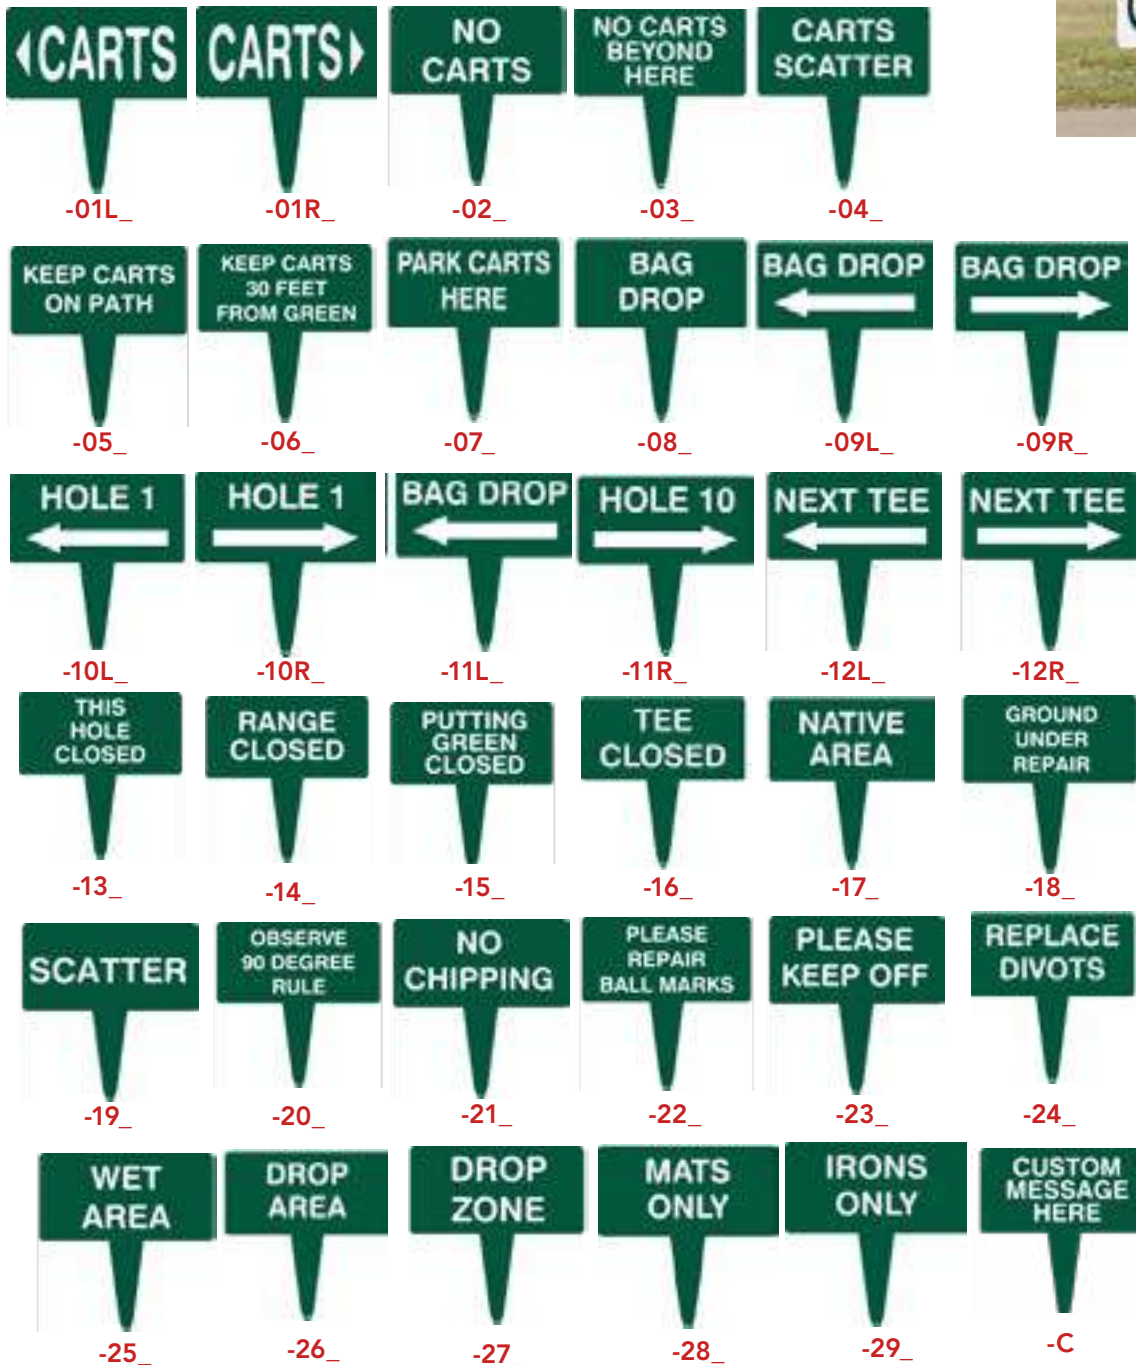 CARTS
CARTS
NO
CARTS
NO CARTS
BEYOND
HERE
CARTS
SCATTER
-01L_
-01R_
-02_
-03_
-04_
KEEP CARTS
ON PATH
KEEP CARTS
30 FEET
FROM GREEN
PARK CARTS
HERE
BAG
DROP
BAG DROP
BAG DROP
-05_
-06_
-07_
-08_
-09L_
-09R_
HOLE 1
HOLE 1
BAG DROP
HOLE 10
NEXT TEE
NEXT TEE
-10L_
-10R_
-11L_
-11R_
-12L_
-12R_
THIS
HOLE
CLOSED
RANGE
CLOSED
PUTTING
GREEN
CLOSED
TEE
CLOSED
NATIVE
AREA
GROUND
UNDER
REPAIR
-13_
-14_
-15_
-16_
-17_
-18_
SCATTER
OBSERVE
90 DEGREE
RULE
NO
CHIPPING
PLEASE
REPAIR
BALL MARKS
PLEASE
KEEP OFF
REPLACE
DIVOTS
-19_
-20_
-21_
-22_
-23_
-24_
WET
AREA
DROP
AREA
DROP
ZONE
MATS
ONLY
IRONS
ONLY
CUSTOM
MESSAGE
HERE
-25_
-26_
-27_
-28_
-29_
-C